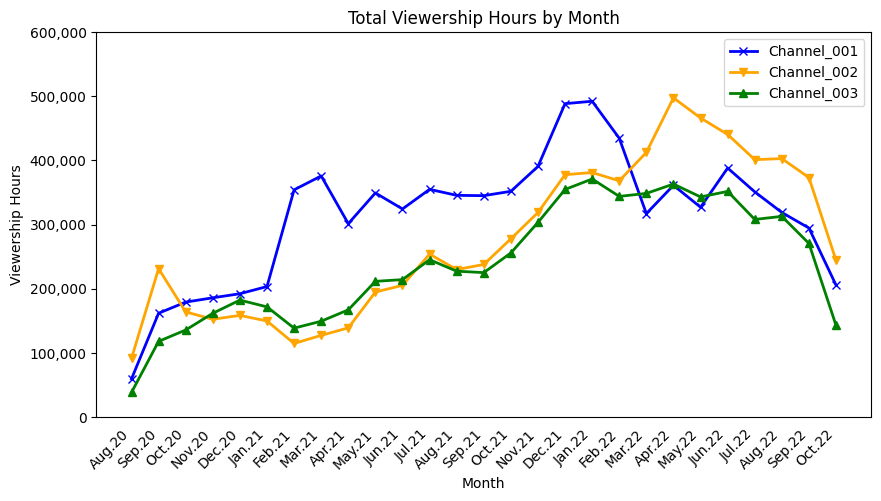 Total Viewership Hours by Month
600,000
500,000
400,000
300,000
200,000
100,000
0
Viewership Hours
Channel_001
Channel_002
Channel_003
Aug.20
Sep.20
Oct.20
Nov.20
Dec.20
Jan.21
Feb.21
Mar.21
Apr.21
May.21
Jun.21
Jul.21
Aug.21
Sep.21
Oct.21
Nov.21
Dec.21
Jan.22
Feb.22
Mar.22
Apr.22
May.22
Jun.22
Jul.22
Aug.22
Sep.22
Oct.22
Month